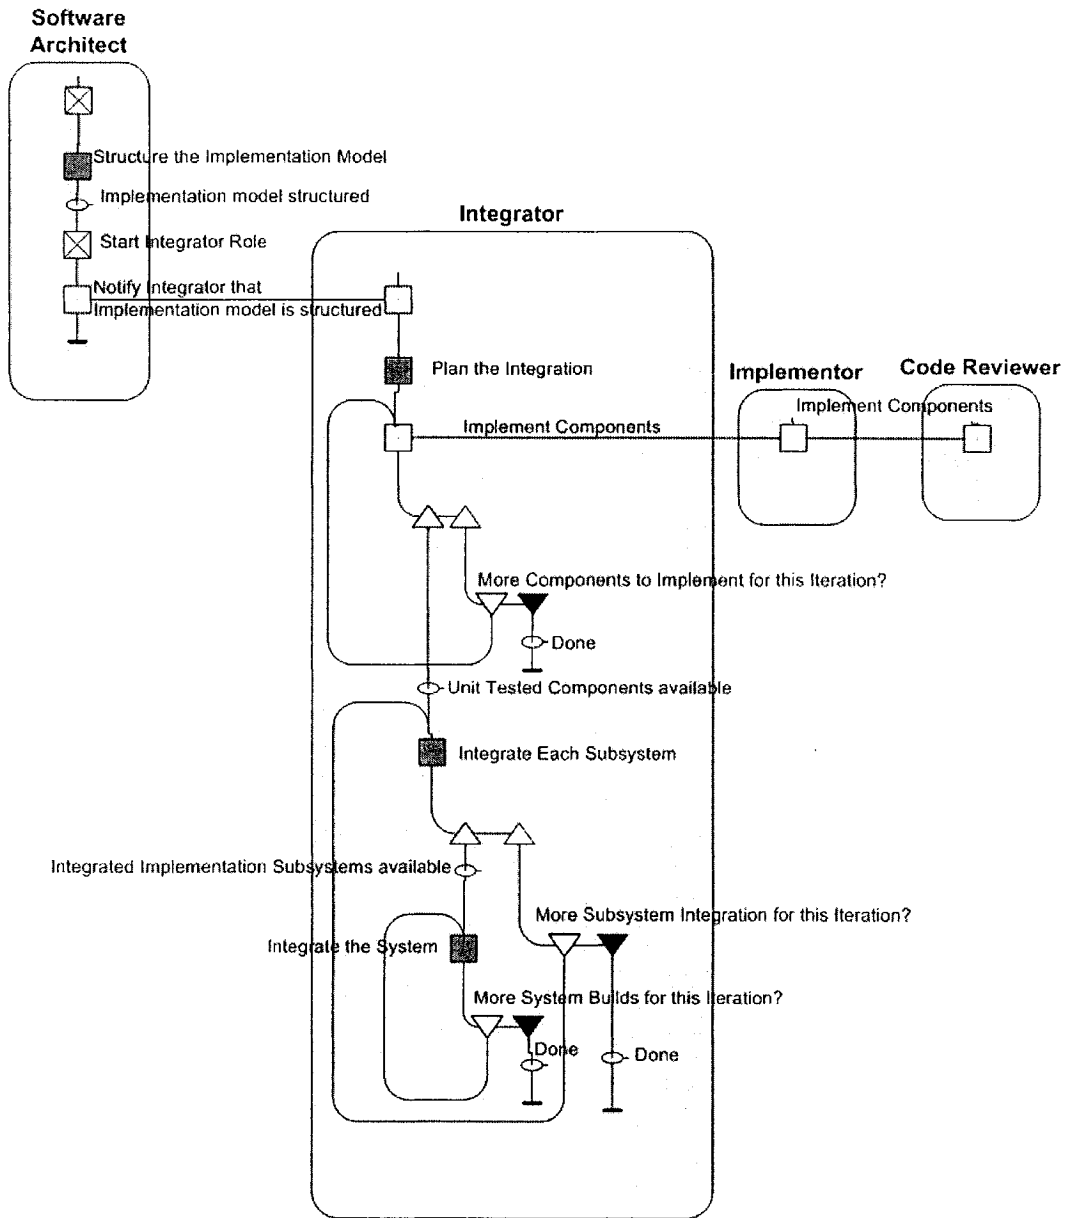 Software
Architect
Structure the Implementation Model
Implementation model structured
Start Integrator Role
Notify Integrator that
Implementation model is structured
Integrator
Plan the Integration
Implement Components
Implementor
Code Reviewer
Implement Components
More Components to Implement for this Iteration?
Done
Unit Tested Components available
Integrate Each Subsystem
Integrated Implementation Subsystems available
More Subsystem Integration for this Iteration?
Integrate the System
More System Builds for this Iteration?
Done
Done